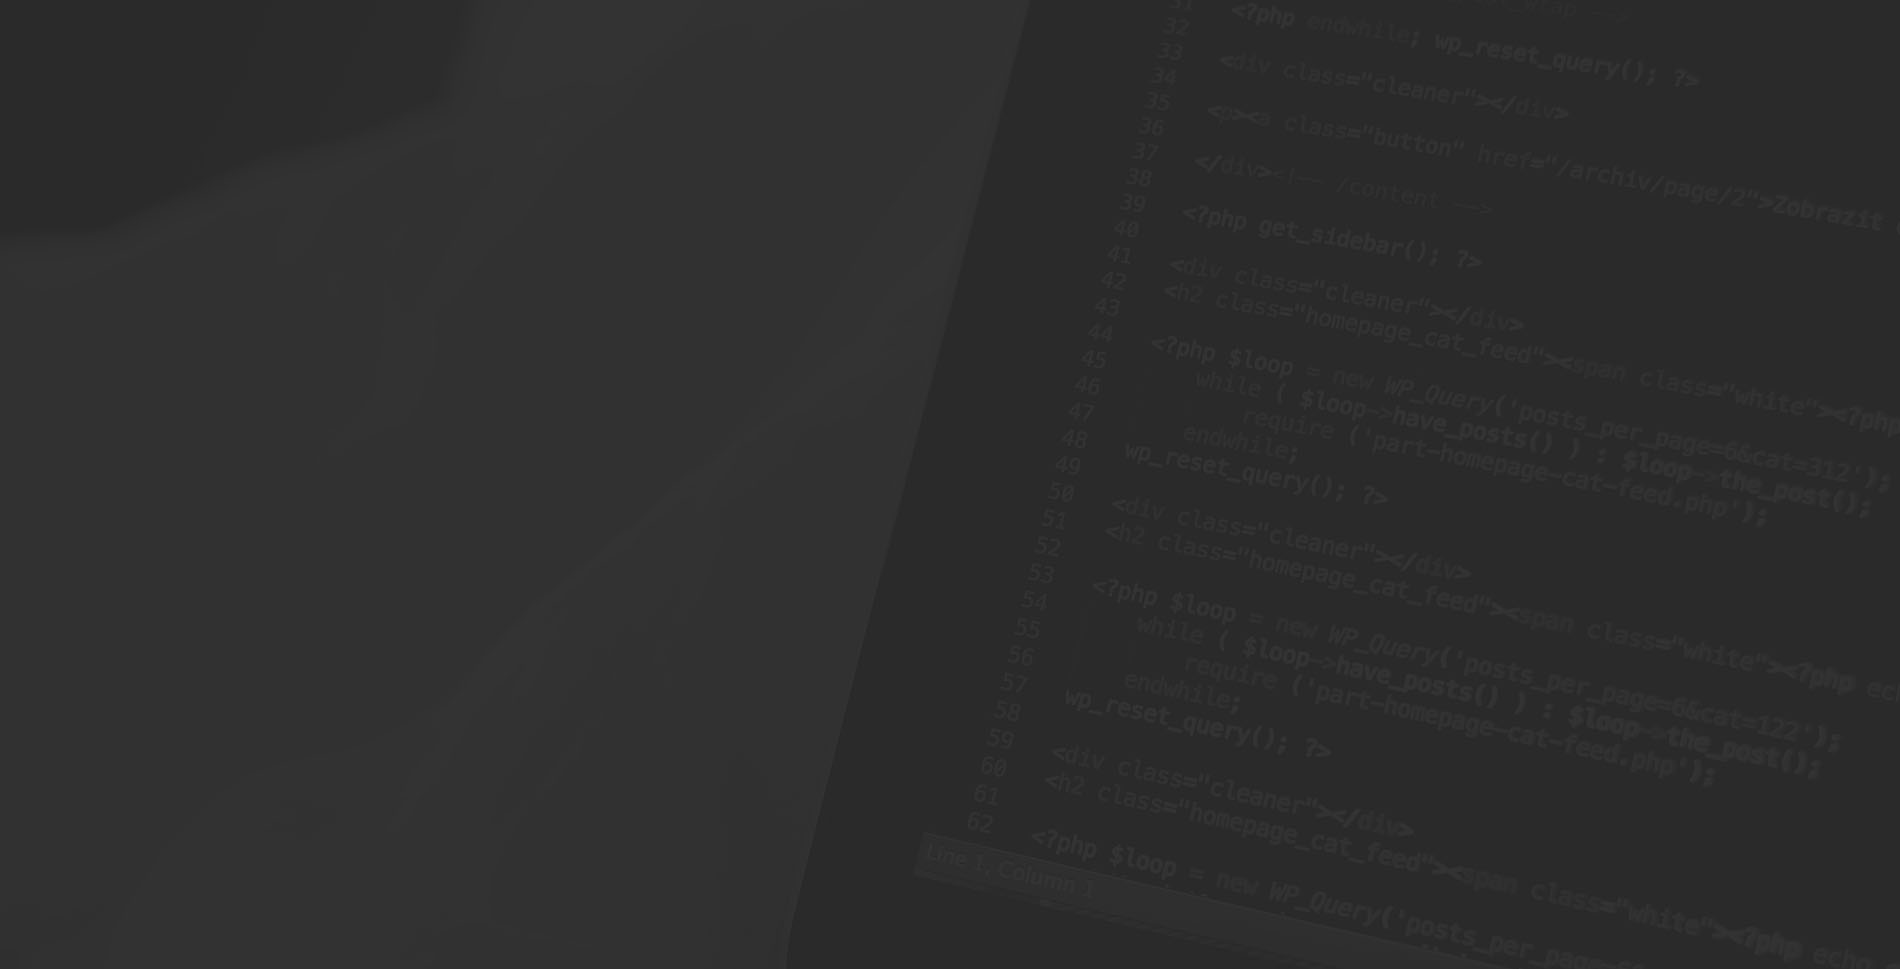 31
32 <?php endwhile; wp_reset_query(); ?>
33
34 <div class="cleaner"></div>
35
36 <p><a class="button" href="/archiv/page/2">Zobrazit
37
38 </div><!-- /content -->
39
40 <?php get_sidebar(); ?>
41
42 <div class="cleaner"></div>
43 <h2 class="homepage_cat_feed"><span class="white"><?php
44
45 <?php $loop = new WP_Query('posts_per_page=6&cat=312');
46 while ( $loop->have_posts() ) : $loop->the_post();
47 require ('part-homepage-cat-feed.php');
48 endwhile;
49 wp_reset_query(); ?>
50
51 <div class="cleaner"></div>
52 <h2 class="homepage_cat_feed"><span class="white"><?php
53
54 <?php $loop = new WP_Query('posts_per_page=6&cat=122');
55 while ( $loop->have_posts() ) : $loop->the_post();
56 require ('part-homepage-cat-feed.php');
57 endwhile;
58 wp_reset_query(); ?>
59
60 <div class="cleaner"></div>
61 <h2 class="homepage_cat_feed"><span class="white"><?php echo
62
<?php $loop = new WP_Query('posts_per_page
Line 1, Column 1